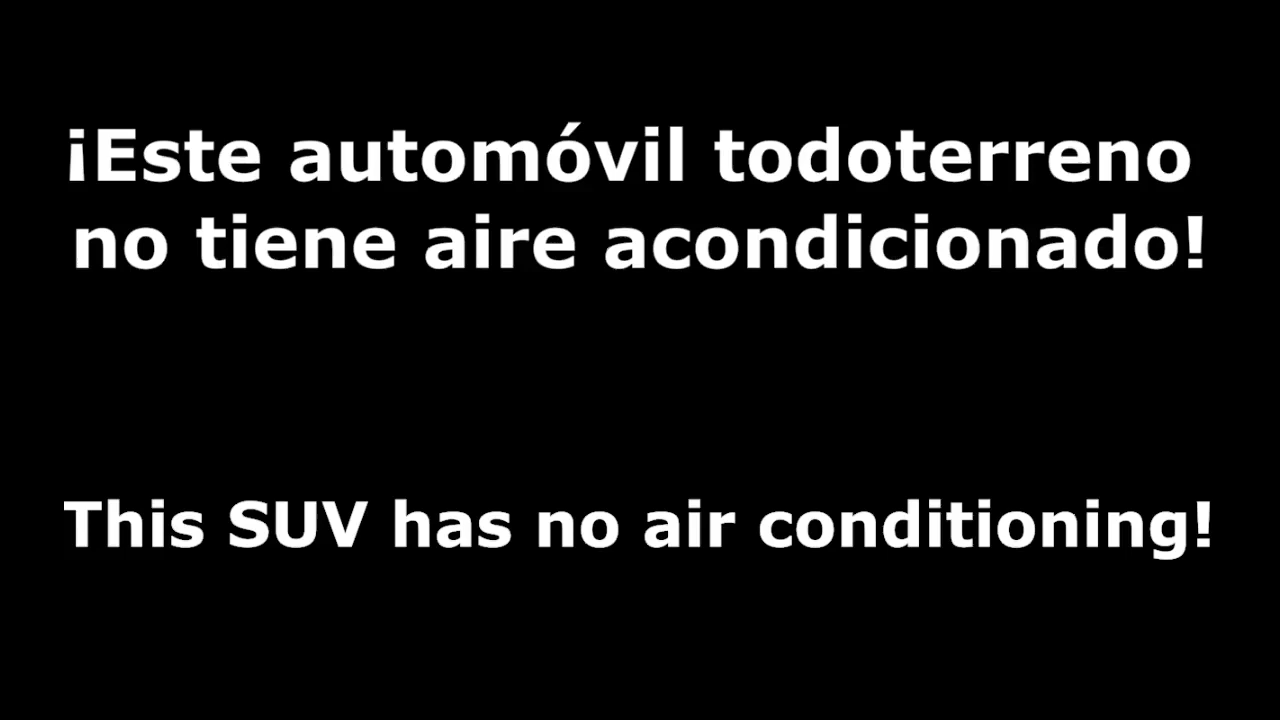 ¡Este automóvil todoterreno
no tiene aire acondicionado!
This SUV has no air conditioning!